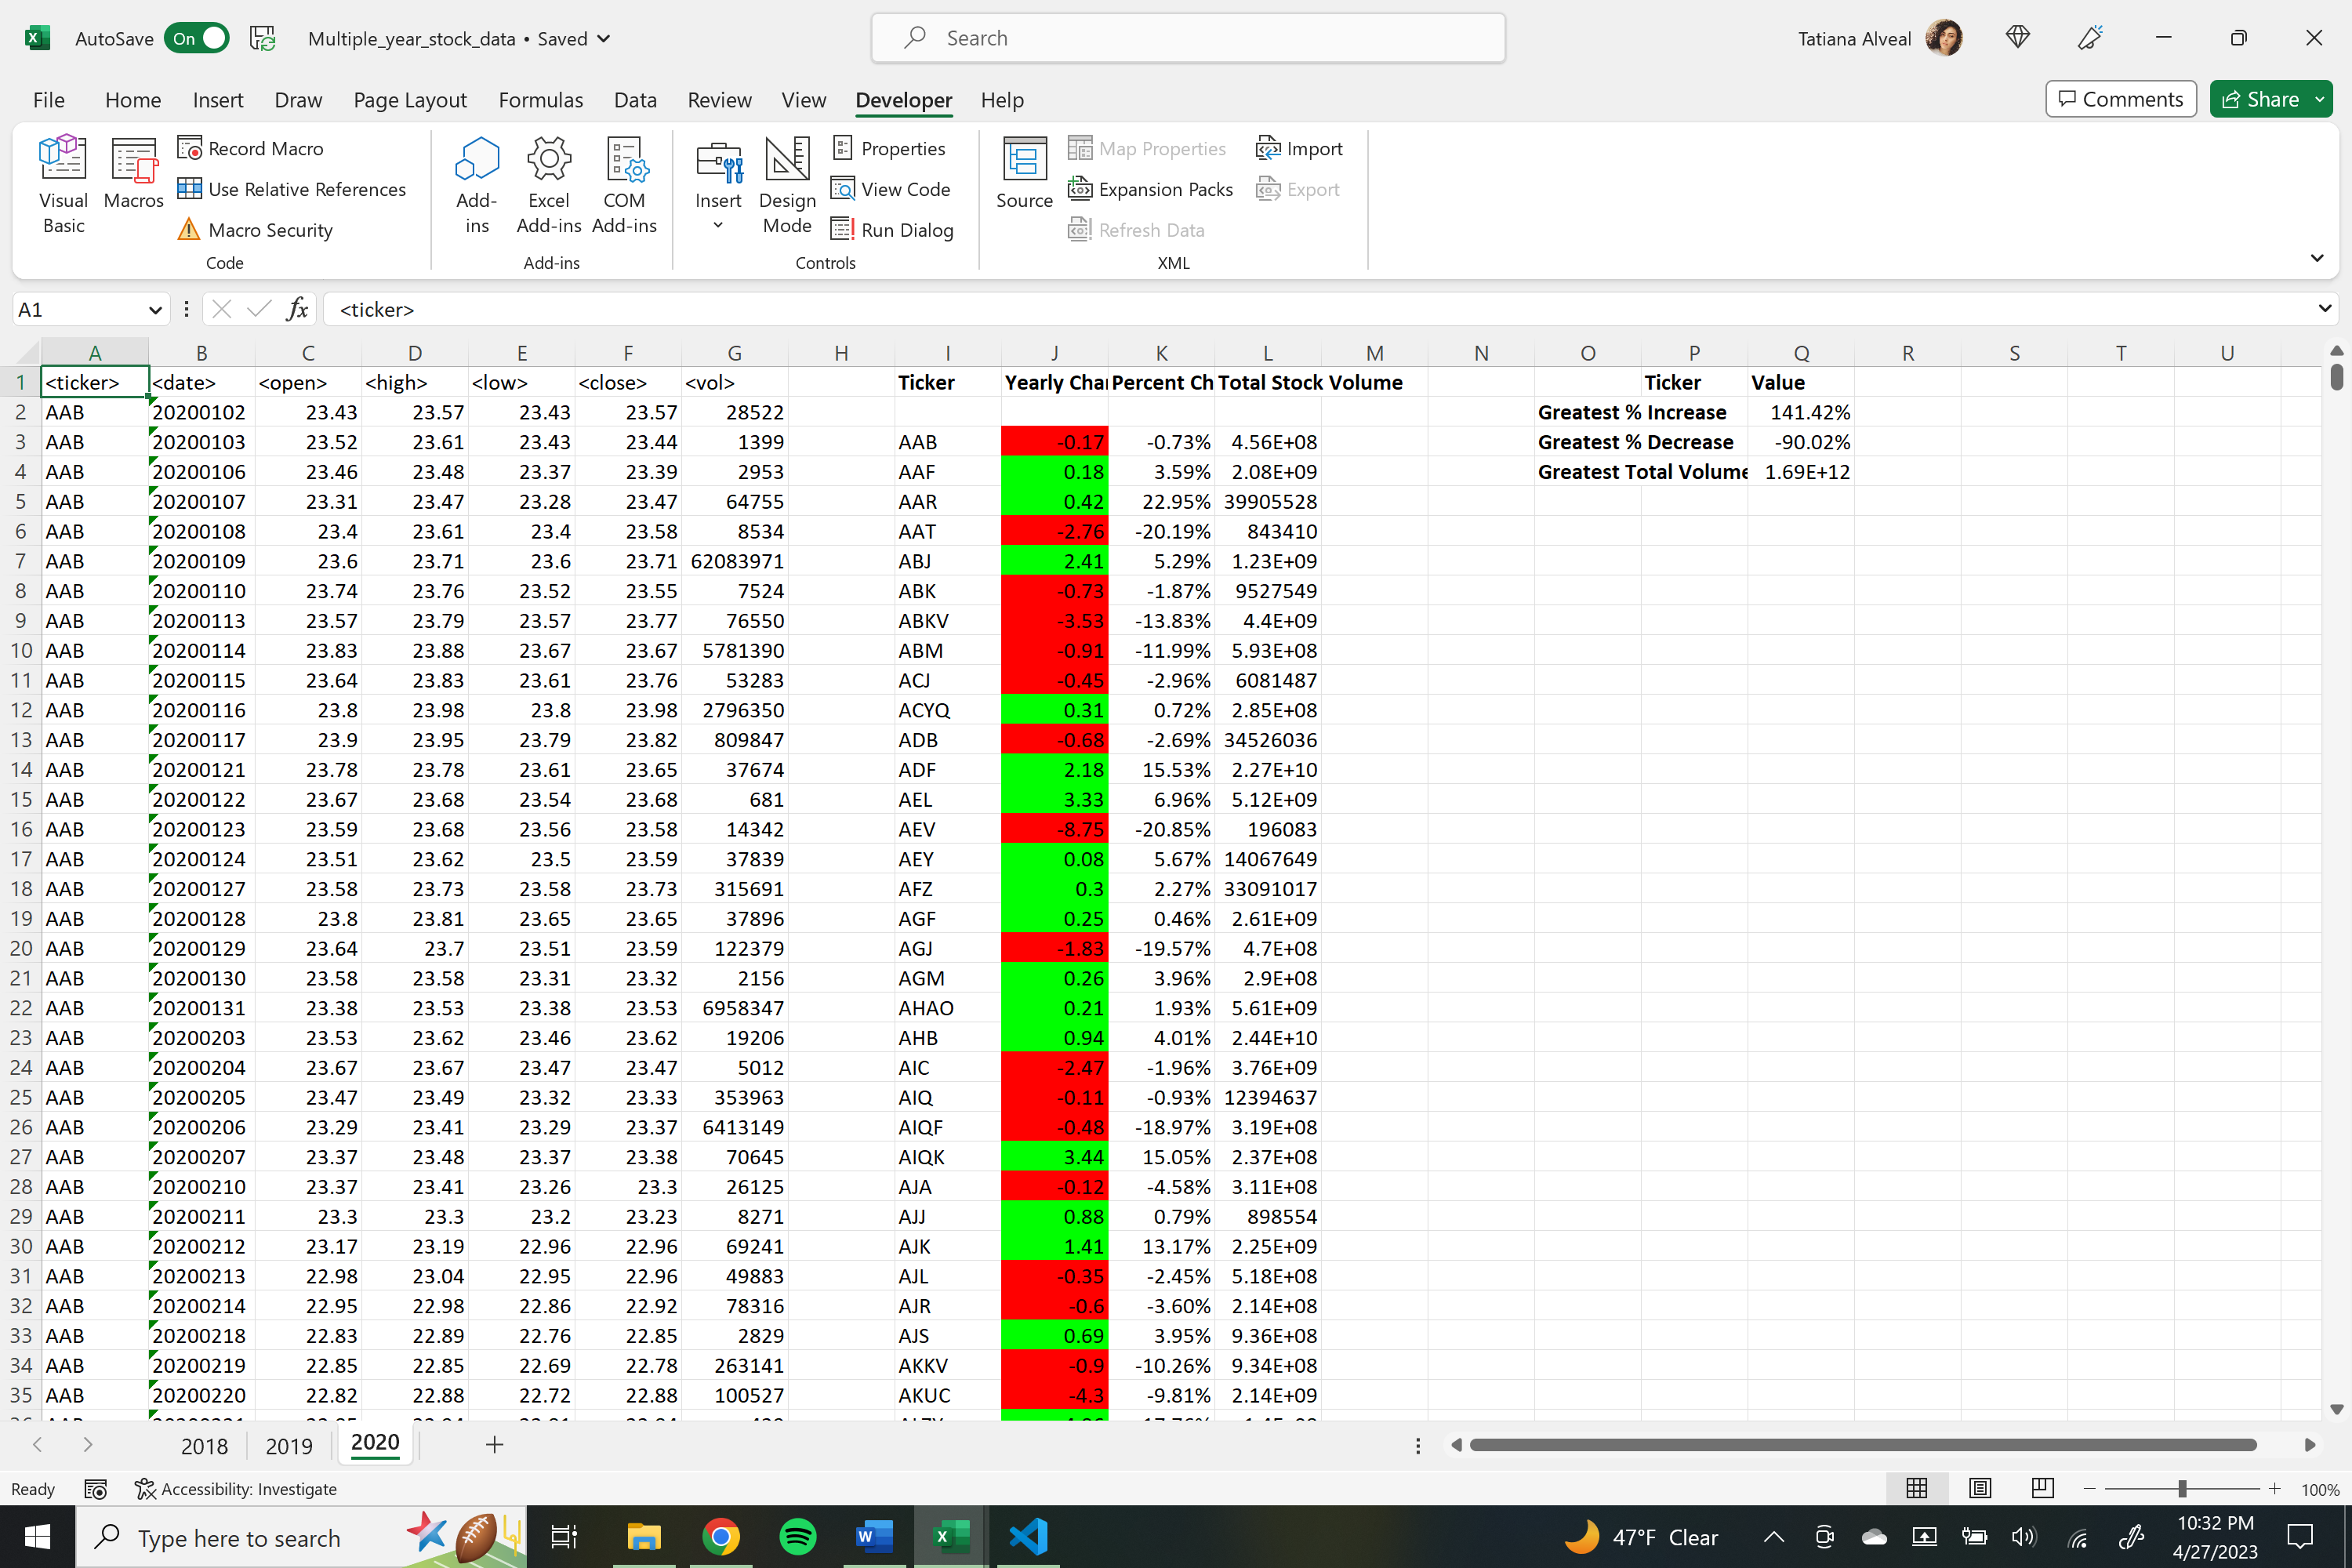 AutoSave On Multiple_year_stock_data • Saved Search Tatiana Alveal
File Home Insert Draw Page Layout Formulas Data Review View Developer Help Comments Share
Visual Basic Macros Record Macro Use Relative References Macro Security Code
Add-ins Excel Add-ins COM Add-ins Add-ins
Insert Design Mode Properties View Code Run Dialog Controls
Source Map Properties Expansion Packs Refresh Data Import Export XML
A1 fx <ticker>
A B C D E F G H I J K L M N O P Q R S T U
1 <ticker> <date> <open> <high> <low> <close> <vol> Ticker Yearly Chan Percent Ch Total Stock Volume Ticker Value
2 AAB 20200102 23.43 23.57 23.43 23.57 28522 Greatest % Increase 141.42%
3 AAB 20200103 23.52 23.61 23.43 23.44 1399 AAB -0.17 -0.73% 4.56E+08 Greatest % Decrease -90.02%
4 AAB 20200106 23.46 23.48 23.37 23.39 2953 AAF 0.18 3.59% 2.08E+09 Greatest Total Volume 1.69E+12
5 AAB 20200107 23.31 23.47 23.28 23.47 64755 AAR 0.42 22.95% 39905528
6 AAB 20200108 23.4 23.61 23.4 23.58 8534 AAT -2.76 -20.19% 843410
7 AAB 20200109 23.6 23.71 23.6 23.71 62083971 ABJ 2.41 5.29% 1.23E+09
8 AAB 20200110 23.74 23.76 23.52 23.55 7524 ABK -0.73 -1.87% 9527549
9 AAB 20200113 23.57 23.79 23.57 23.77 76550 ABKV -3.53 -13.83% 4.4E+09
10 AAB 20200114 23.83 23.88 23.67 23.67 5781390 ABM -0.91 -11.99% 5.93E+08
11 AAB 20200115 23.64 23.83 23.61 23.76 53283 ACJ -0.45 -2.96% 6081487
12 AAB 20200116 23.8 23.98 23.8 23.98 2796350 ACYQ 0.31 0.72% 2.85E+08
13 AAB 20200117 23.9 23.95 23.79 23.82 809847 ADB -0.68 -2.69% 34526036
14 AAB 20200121 23.78 23.78 23.61 23.65 37674 ADF 2.18 15.53% 2.27E+10
15 AAB 20200122 23.67 23.68 23.54 23.68 681 AEL 3.33 6.96% 5.12E+09
16 AAB 20200123 23.59 23.68 23.56 23.58 14342 AEV -8.75 -20.85% 196083
17 AAB 20200124 23.51 23.62 23.5 23.59 37839 AEY 0.08 5.67% 14067649
18 AAB 20200127 23.58 23.73 23.58 23.73 315691 AFZ 0.3 2.27% 33091017
19 AAB 20200128 23.8 23.81 23.65 23.65 37896 AGF 0.25 0.46% 2.61E+09
20 AAB 20200129 23.64 23.7 23.51 23.59 122379 AGJ -1.83 -19.57% 4.7E+08
21 AAB 20200130 23.58 23.58 23.31 23.32 2156 AGM 0.26 3.96% 2.9E+08
22 AAB 20200131 23.38 23.53 23.38 23.53 6958347 AHAO 0.21 1.93% 5.61E+09
23 AAB 20200203 23.53 23.62 23.46 23.62 19206 AHB 0.94 4.01% 2.44E+10
24 AAB 20200204 23.67 23.67 23.47 23.47 5012 AIC -2.47 -1.96% 3.76E+09
25 AAB 20200205 23.47 23.49 23.32 23.33 353963 AIQ -0.11 -0.93% 12394637
26 AAB 20200206 23.29 23.41 23.29 23.37 6413149 AIQF -0.48 -18.97% 3.19E+08
27 AAB 20200207 23.37 23.48 23.37 23.38 70645 AIQK 3.44 15.05% 2.37E+08
28 AAB 20200210 23.37 23.41 23.26 23.3 26125 AJA -0.12 -4.58% 3.11E+08
29 AAB 20200211 23.3 23.3 23.2 23.23 8271 AJJ 0.88 0.79% 898554
30 AAB 20200212 23.17 23.19 22.96 22.96 69241 AJK 1.41 13.17% 2.25E+09
31 AAB 20200213 22.98 23.04 22.95 22.96 49883 AJL -0.35 -2.45% 5.18E+08
32 AAB 20200214 22.95 22.98 22.86 22.92 78316 AJR -0.6 -3.60% 2.14E+08
33 AAB 20200218 22.83 22.89 22.76 22.85 2829 AJS 0.69 3.95% 9.36E+08
34 AAB 20200219 22.85 22.85 22.69 22.78 263141 AKKV -0.9 -10.26% 9.34E+08
35 AAB 20200220 22.82 22.88 22.72 22.88 100527 AKUC -4.3 -9.81% 2.14E+09
2018 2019 2020
Ready Accessibility: Investigate 100%
Type here to search 47°F Clear 10:32 PM
4/27/2023